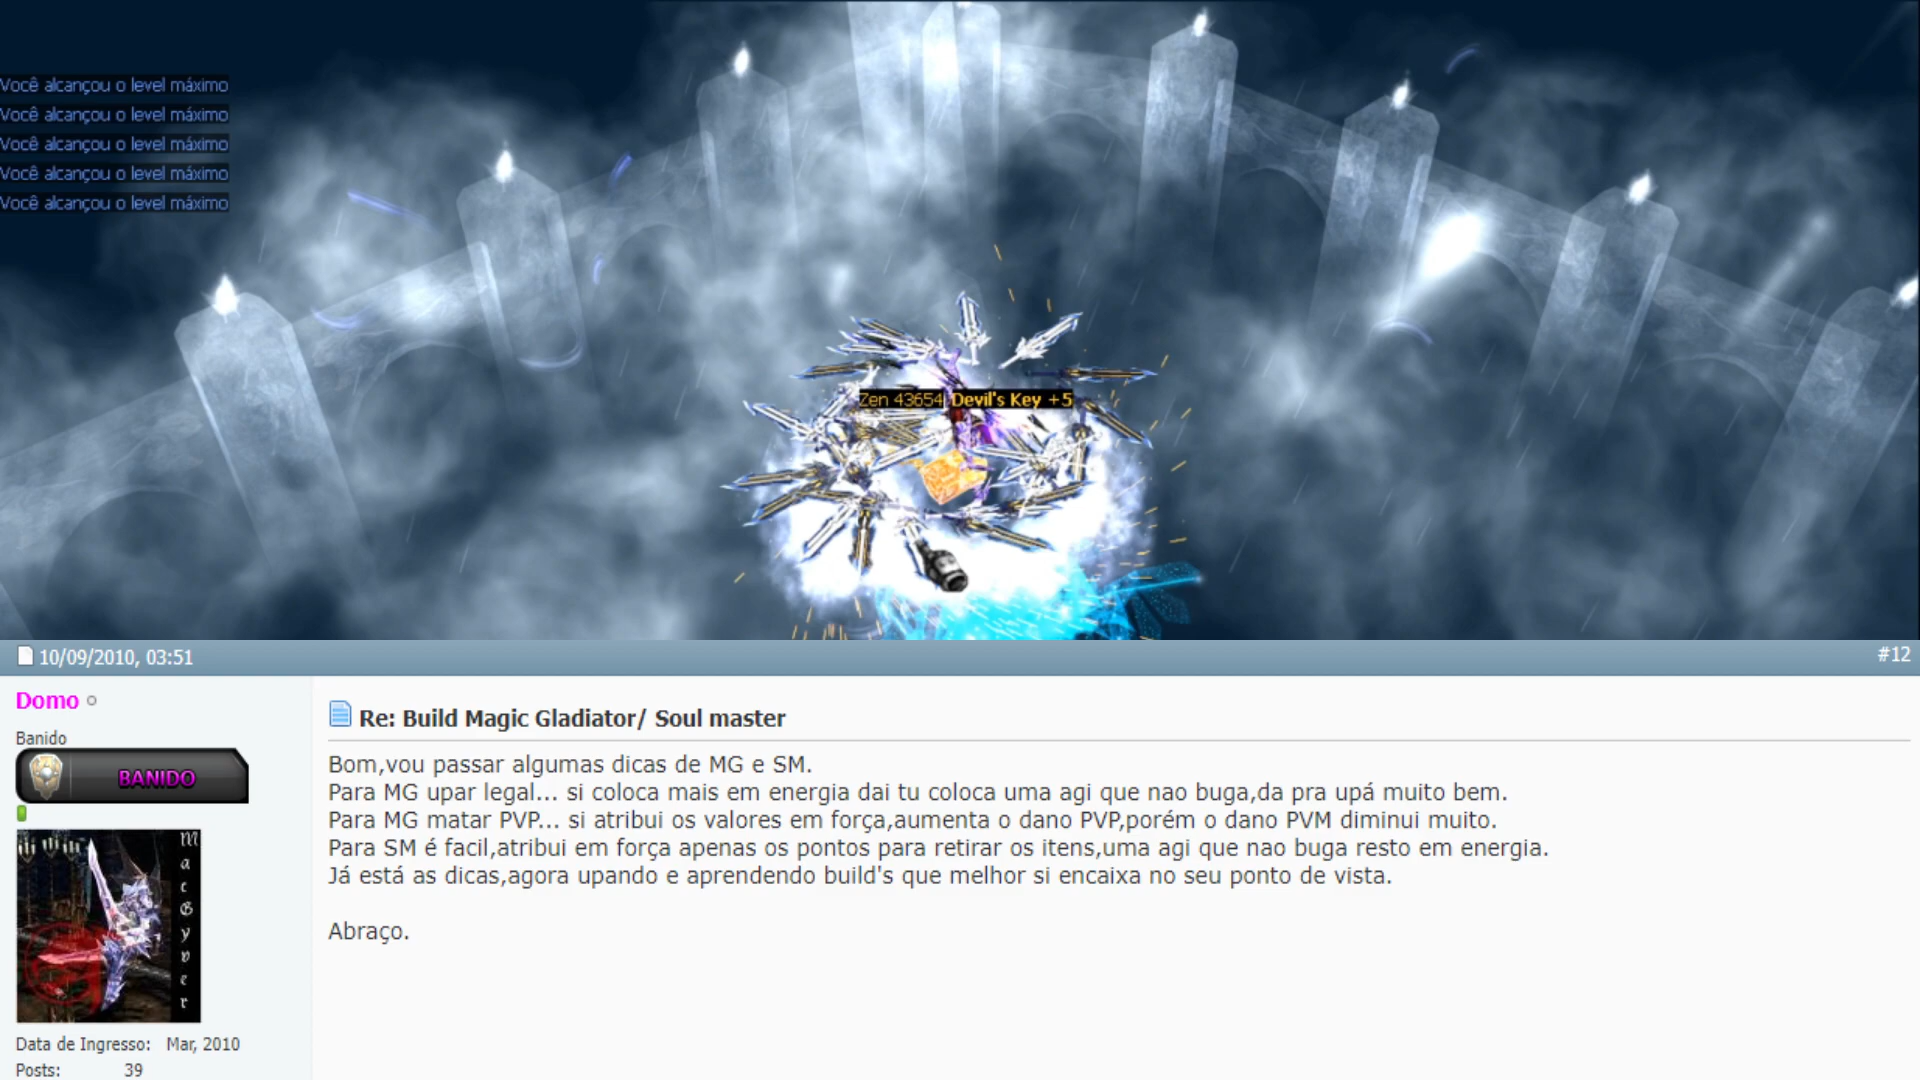 Você alcançou o level máximo
Você alcançou o level máximo
Você alcançou o level máximo
Você alcançou o level máximo
Você alcançou o level máximo
Zen 43654 Devil's Key +5
10/09/2010, 03:51 #12
Domo
Banido
BANIDO
MacGyver
Data de Ingresso: Mar, 2010
Posts: 39
Re: Build Magic Gladiator/ Soul master
Bom,vou passar algumas dicas de MG e SM.
Para MG upar legal... si coloca mais em energia dai tu coloca uma agi que nao buga,da pra upá muito bem.
Para MG matar PVP... si atribui os valores em força,aumenta o dano PVP,porém o dano PVM diminui muito.
Para SM é facil,atribui em força apenas os pontos para retirar os itens,uma agi que nao buga resto em energia.
Já está as dicas,agora upando e aprendendo build's que melhor si encaixa no seu ponto de vista.
Abraço.